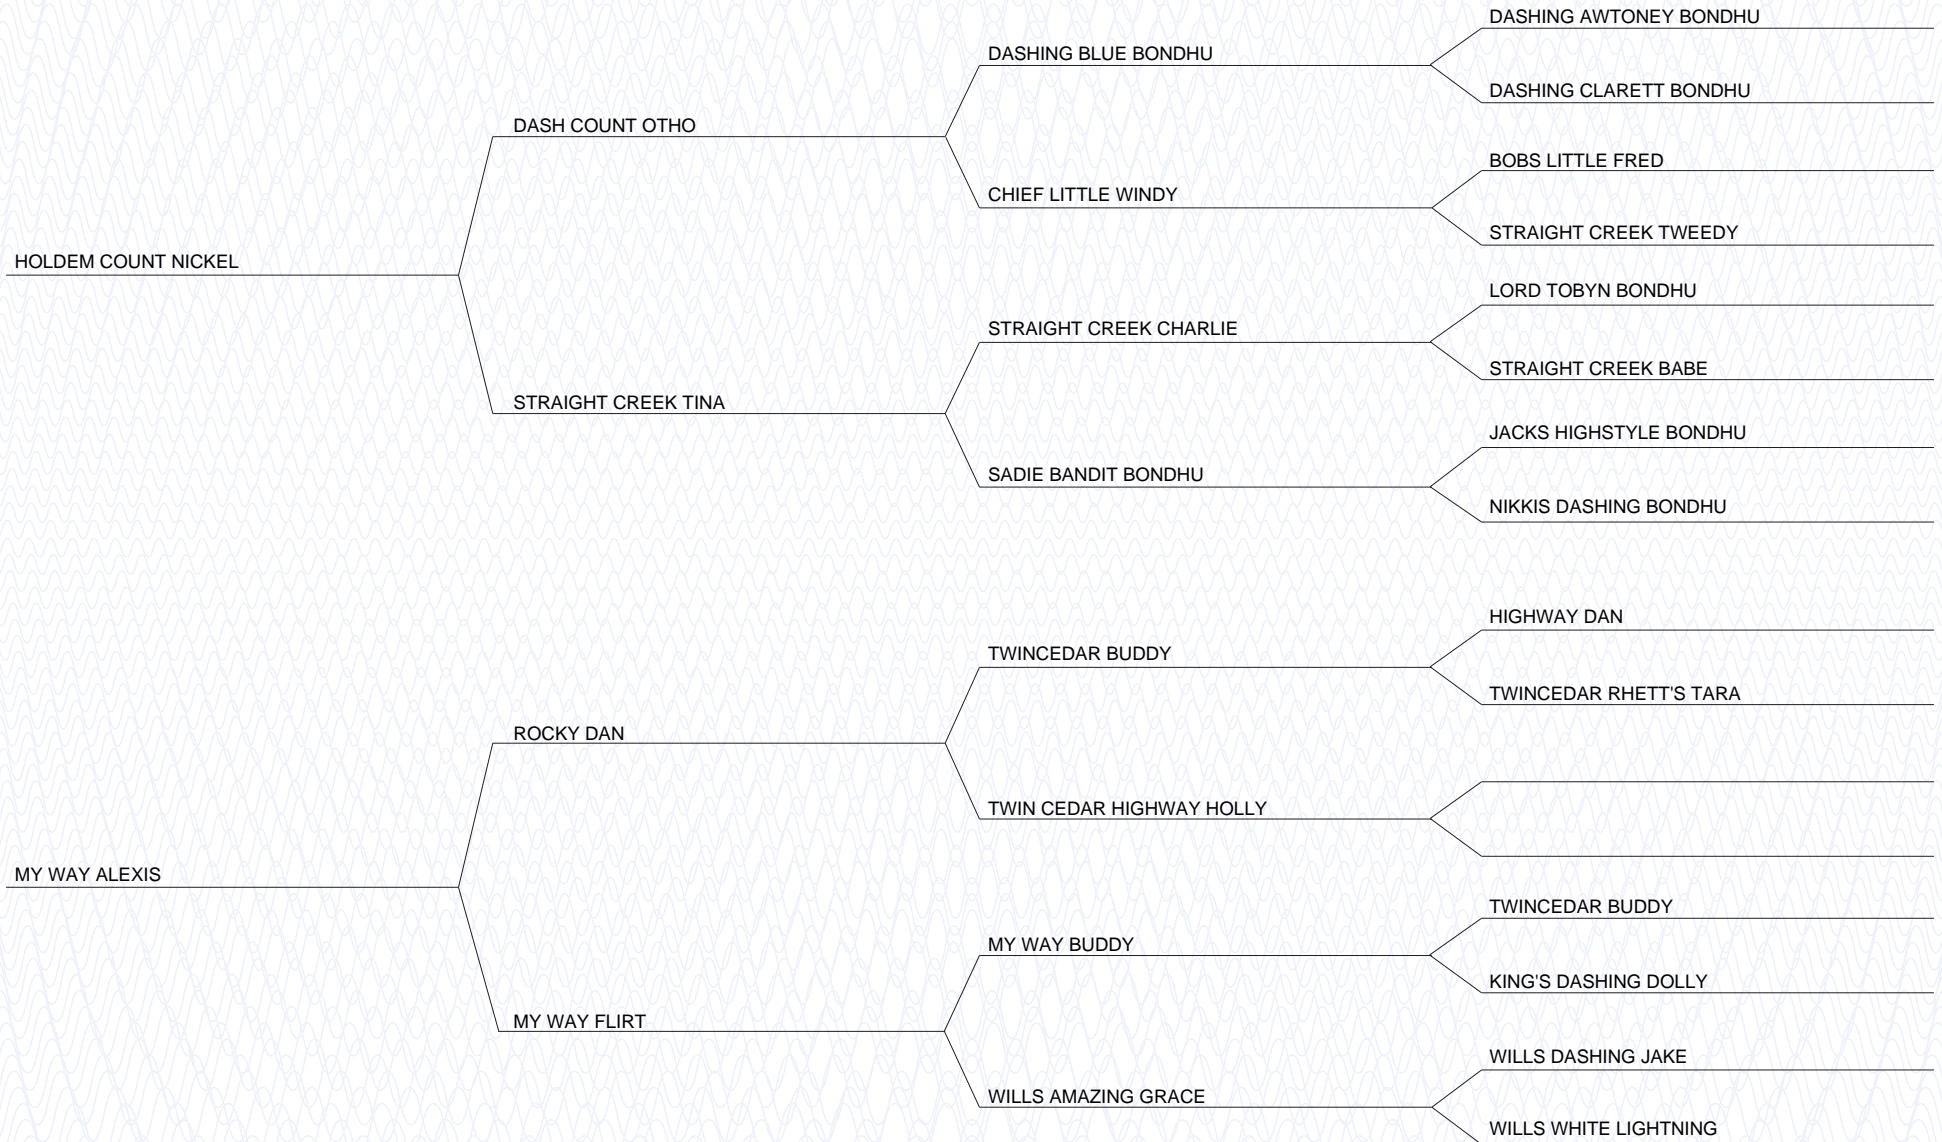 DASHING AWTONEY BONDHU
DASHING BLUE BONDHU
DASHING CLARETT BONDHU
DASH COUNT OTHO
BOBS LITTLE FRED
CHIEF LITTLE WINDY
STRAIGHT CREEK TWEEDY
HOLDEM COUNT NICKEL
LORD TOBYN BONDHU
STRAIGHT CREEK CHARLIE
STRAIGHT CREEK BABE
STRAIGHT CREEK TINA
JACKS HIGHSTYLE BONDHU
SADIE BANDIT BONDHU
NIKKIS DASHING BONDHU
HIGHWAY DAN
TWINCEDAR BUDDY
TWINCEDAR RHETT'S TARA
ROCKY DAN
TWIN CEDAR HIGHWAY HOLLY
MY WAY ALEXIS
TWINCEDAR BUDDY
MY WAY BUDDY
KING'S DASHING DOLLY
MY WAY FLIRT
WILLS DASHING JAKE
WILLS AMAZING GRACE
WILLS WHITE LIGHTNING